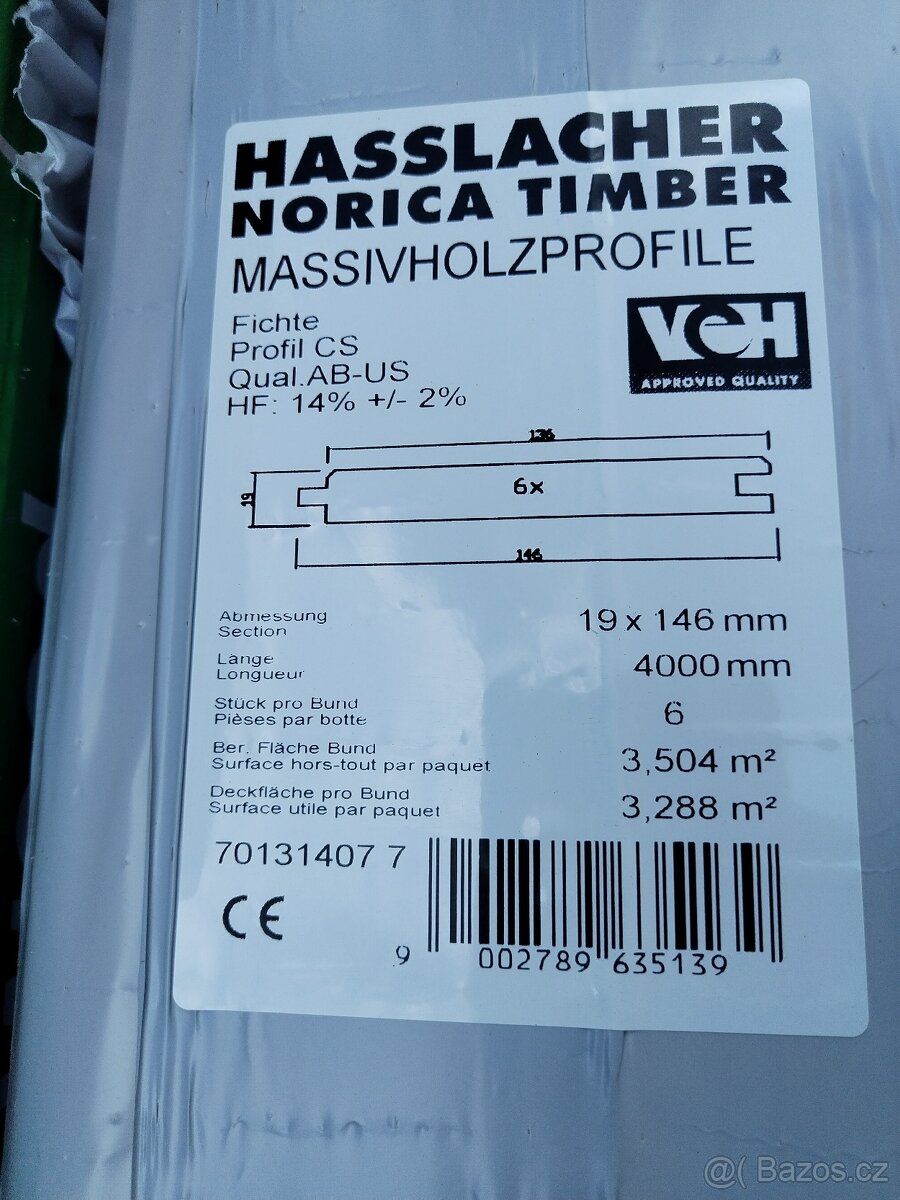 HASSLACHER
NORICA TIMBER
MASSIVHOLZPROFILE
Fichte
Profil CS
Qual.AB-US
HF: 14% +/- 2%
VEH
APPROVED QUALITY
136
6x
19
146
Abmessung
Section
19 x 146 mm
Länge
Longueur
4000 mm
Stück pro Bund
Pièses par botte
6
Ber. Fläche Bund
Surface hors-tout par paquet
3,504 m²
Deckfläche pro Bund
Surface utile par paquet
3,288 m²
70131407 7
CE
9 002789 635139
@( Bazos.cz